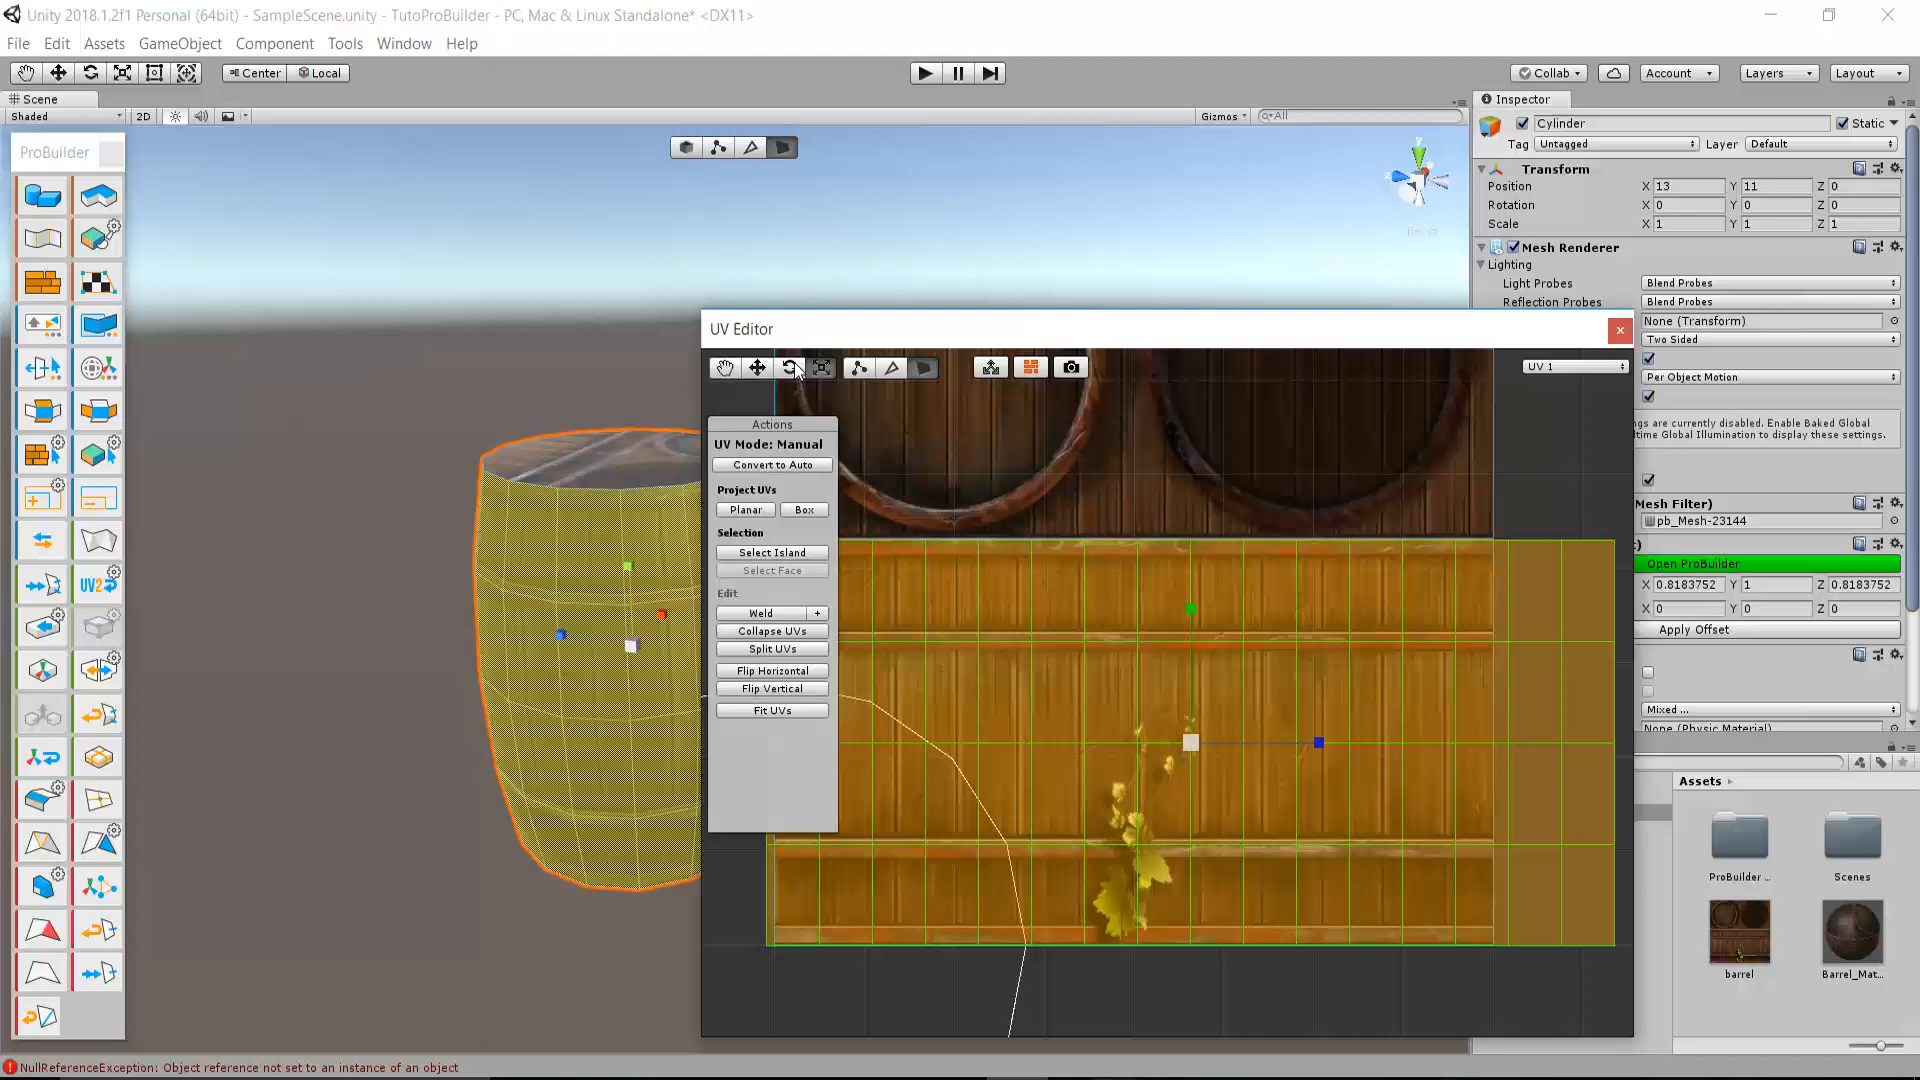 Unity 2018.1.2f1 Personal (64bit) - SampleScene.unity - TutoProBuilder - PC, Mac & Linux Standalone* <DX11>
File Edit Assets GameObject Component Tools Window Help
Center Local Collab Account Layers Layout
Scene
Shaded 2D Gizmos All
ProBuilder
UV2
Persp
Inspector
Cylinder Static
Tag Untagged Layer Default
Transform
Position X 13 Y 11 Z 0
Rotation X 0 Y 0 Z 0
Scale X 1 Y 1 Z 1
Mesh Renderer
Lighting
Light Probes Blend Probes
Reflection Probes Blend Probes
None (Transform)
Two Sided
Per Object Motion
ngs are currently disabled. Enable Baked Global
ltime Global Illumination to display these settings.
Mesh Filter)
pb_Mesh-23144
Open ProBuilder
X 0.8183752 Y 1 Z 0.8183752
X 0 Y 0 Z 0
Apply Offset
Mixed ...
None (Physic Material)
UV Editor
UV 1
Actions
UV Mode: Manual
Convert to Auto
Project UVs
Planar Box
Selection
Select Island
Select Face
Edit
Weld +
Collapse UVs
Split UVs
Flip Horizontal
Flip Vertical
Fit UVs
Assets
ProBuilder ... Scenes
barrel Barrel_Mat...
NullReferenceException: Object reference not set to an instance of an object